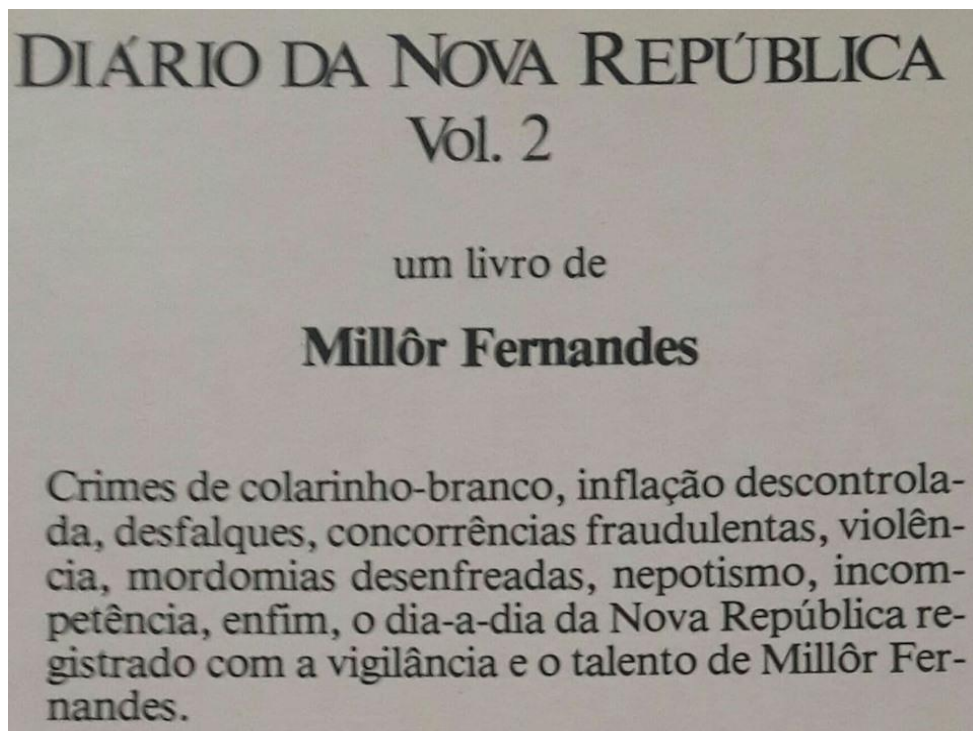 DIÁRIO DA NOVA REPÚBLICA
Vol. 2
um livro de
Millôr Fernandes
Crimes de colarinho-branco, inflação descontrola-
da, desfalques, concorrências fraudulentas, violên-
cia, mordomias desenfreadas, nepotismo, incom-
petência, enfim, o dia-a-dia da Nova República re-
gistrado com a vigilância e o talento de Millôr Fer-
nandes.